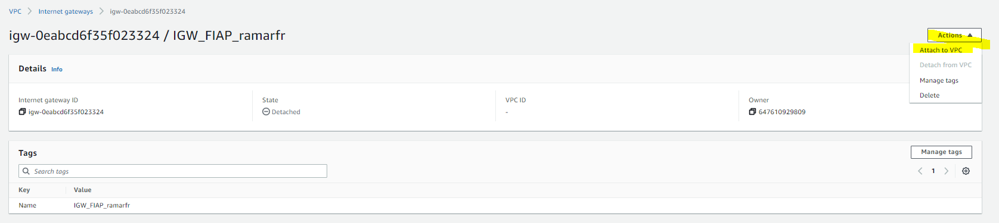 VPC > Internet gateways > igw-0eabcd6f35f023324
igw-0eabcd6f35f023324 / IGW_FIAP_ramarfr
Actions
Attach to VPC
Detach from VPC
Manage tags
Delete
Details Info
Internet gateway ID
igw-0eabcd6f35f023324
State
Detached
VPC ID
-
Owner
647610929809
Tags
Manage tags
Search tags
1
Key Value
Name IGW_FIAP_ramarfr